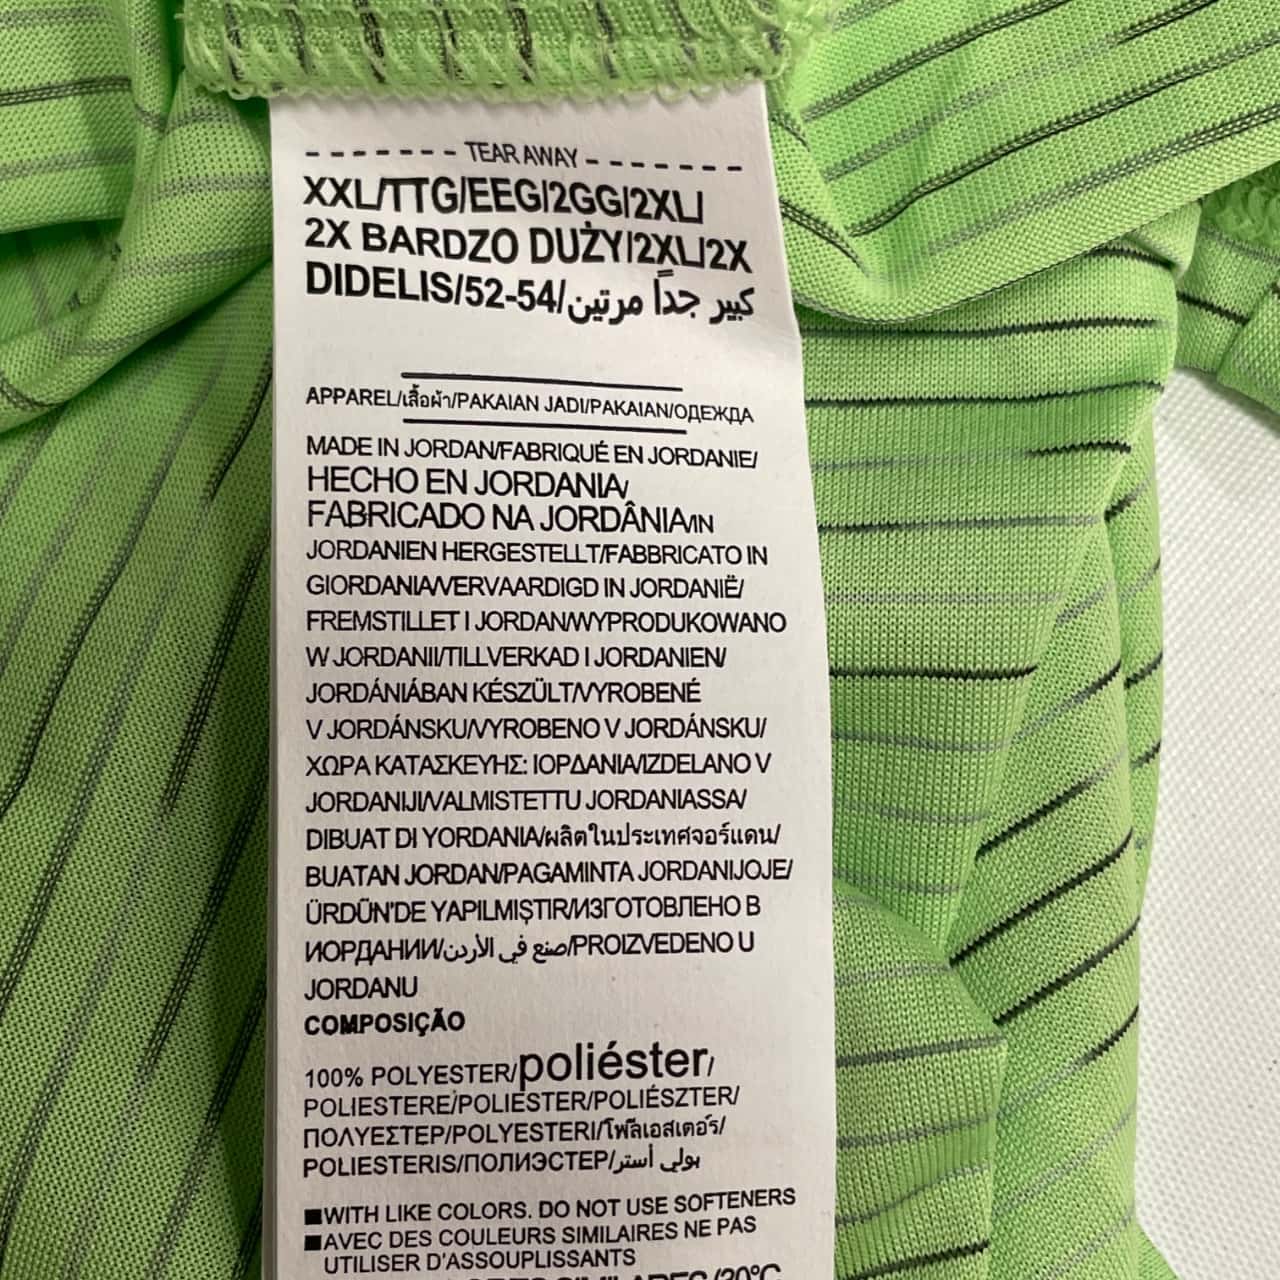 ------- TEAR AWAY -------
XXL/TTG/EEG/2GG/2XL/
2X BARDZO DUŻY/2XL/2X
DIDELIS/52-54/كبير جداً مرتين
APPAREL/เสื้อผ้า/PAKAIAN JADI/PAKAIAN/ОДЕЖДА
MADE IN JORDAN/FABRIQUÉ EN JORDANIE/
HECHO EN JORDANIA/
FABRICADO NA JORDÂNIA/IN
JORDANIEN HERGESTELLT/FABBRICATO IN
GIORDANIA/VERVAARDIGD IN JORDANIË/
FREMSTILLET I JORDAN/WYPRODUKOWANO
W JORDANII/TILLVERKAD I JORDANIEN/
JORDÁNIÁBAN KÉSZÜLT/VYROBENÉ
V JORDÁNSKU/VYROBENO V JORDÁNSKU/
ΧΩΡΑ ΚΑΤΑΣΚΕΥΗΣ: ΙΟΡΔΑΝΙΑ/IZDELANO V
JORDANIJI/VALMISTETTU JORDANIASSA/
DIBUAT DI YORDANIA/ผลิตในประเทศจอร์แดน/
BUATAN JORDAN/PAGAMINTA JORDANIJOJE/
ÜRDÜN'DE YAPILMIŞTIR/ИЗГОТОВЛЕНО В
ИОРДАНИИ/صنع في الأردن/PROIZVEDENO U
JORDANU
COMPOSIÇÃO
100% POLYESTER/poliéster/
POLIESTERE/POLIESTER/POLIÉSZTER/
ΠΟΛΥΕΣΤΕΡ/POLYESTERI/โพลีเอสเตอร์/
POLIESTERIS/ПОЛИЭСТЕР/بولي أستر
■WITH LIKE COLORS. DO NOT USE SOFTENERS
■AVEC DES COULEURS SIMILAIRES NE PAS
UTILISER D'ASSOUPLISSANTS